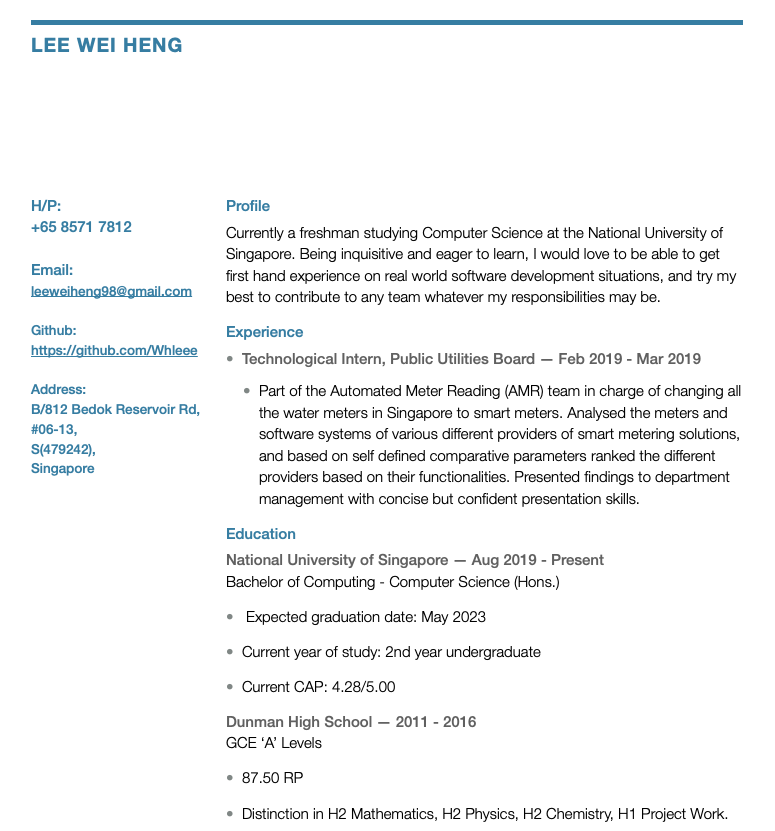 LEE WEI HENG
H/P:
+65 8571 7812
Email:
leeweiheng98@gmail.com
Github:
https://github.com/Whleee
Address:
B/812 Bedok Reservoir Rd,
#06-13,
S(479242),
Singapore
Profile
Currently a freshman studying Computer Science at the National University of
Singapore. Being inquisitive and eager to learn, I would love to be able to get
first hand experience on real world software development situations, and try my
best to contribute to any team whatever my responsibilities may be.
Experience
• Technological Intern, Public Utilities Board — Feb 2019 - Mar 2019
• Part of the Automated Meter Reading (AMR) team in charge of changing all
the water meters in Singapore to smart meters. Analysed the meters and
software systems of various different providers of smart metering solutions,
and based on self defined comparative parameters ranked the different
providers based on their functionalities. Presented findings to department
management with concise but confident presentation skills.
Education
National University of Singapore — Aug 2019 - Present
Bachelor of Computing - Computer Science (Hons.)
• Expected graduation date: May 2023
• Current year of study: 2nd year undergraduate
• Current CAP: 4.28/5.00
Dunman High School — 2011 - 2016
GCE ‘A’ Levels
• 87.50 RP
• Distinction in H2 Mathematics, H2 Physics, H2 Chemistry, H1 Project Work.